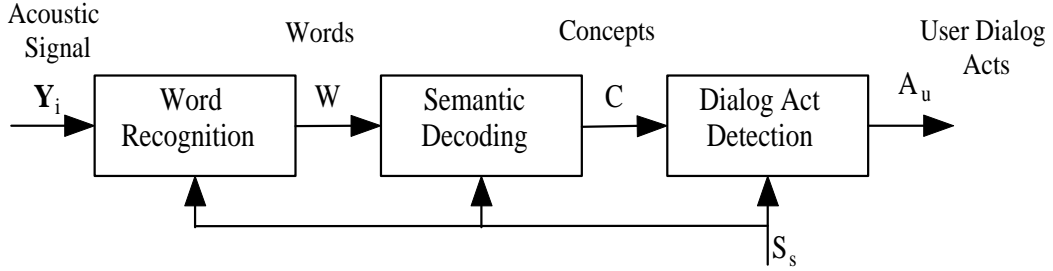 Acoustic
Signal
Words
Concepts
User Dialog
Acts
Y_i
W
C
A_u
Word
Recognition
Semantic
Decoding
Dialog Act
Detection
S_s